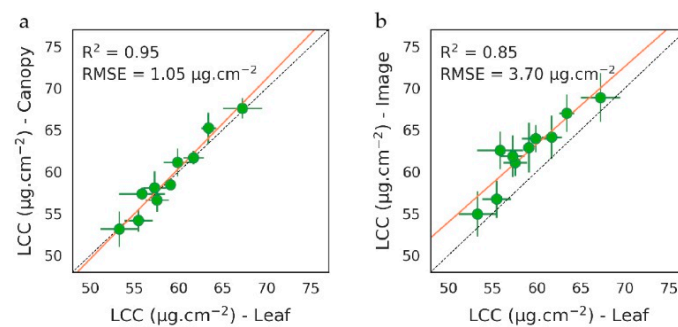 a
R² = 0.95
RMSE = 1.05 µg.cm⁻²
75
70
65
60
55
50
LCC (µg.cm⁻²) - Canopy
50 55 60 65 70 75
LCC (µg.cm⁻²) - Leaf
b
R² = 0.85
RMSE = 3.70 µg.cm⁻²
75
70
65
60
55
50
LCC (µg.cm⁻²) - Image
50 55 60 65 70 75
LCC (µg.cm⁻²) - Leaf